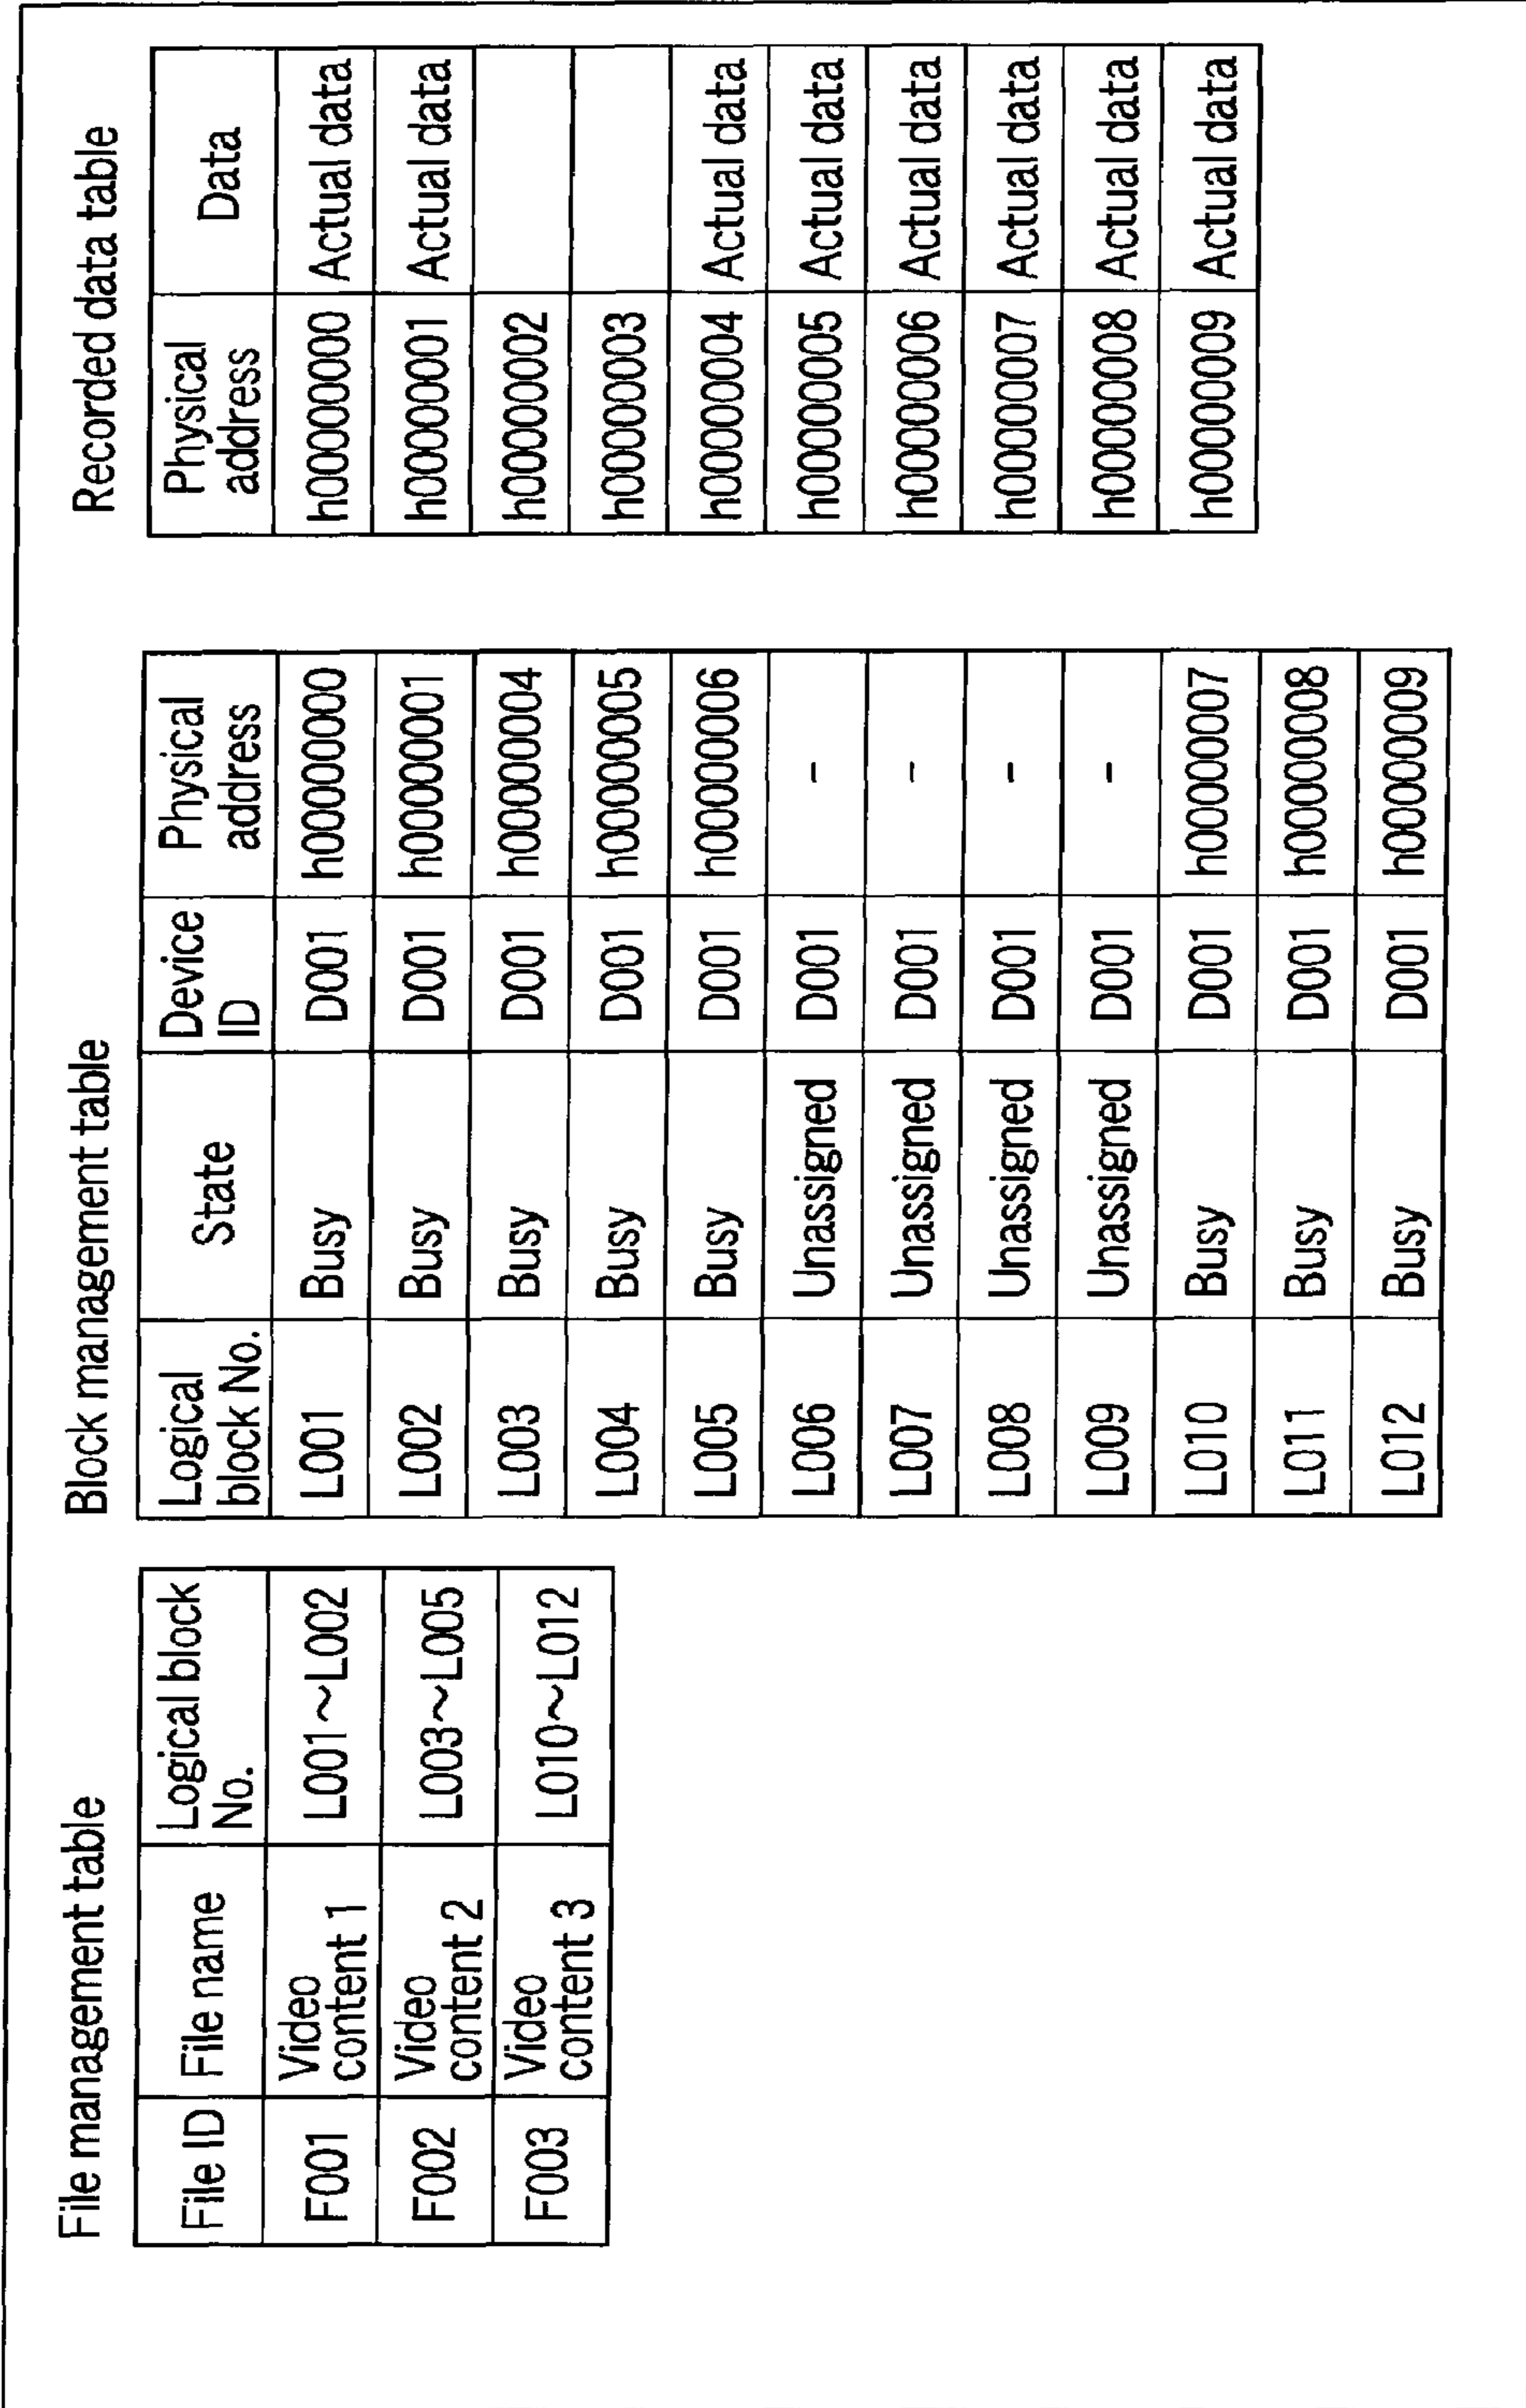 File management table
File ID File name Logical block No.
F001 Video content 1 L001~L002
F002 Video content 2 L003~L005
F003 Video content 3 L010~L012
Block management table
Logical block No. State Device ID Physical address
L001 Busy D001 h00000000
L002 Busy D001 h00000001
L003 Busy D001 h00000004
L004 Busy D001 h00000005
L005 Busy D001 h00000006
L006 Unassigned D001 -
L007 Unassigned D001 -
L008 Unassigned D001 -
L009 Unassigned D001 -
L010 Busy D001 h00000007
L011 Busy D001 h00000008
L012 Busy D001 h00000009
Recorded data table
Physical address Data
h00000000 Actual data
h00000001 Actual data
h00000002
h00000003
h00000004 Actual data
h00000005 Actual data
h00000006 Actual data
h00000007 Actual data
h00000008 Actual data
h00000009 Actual data